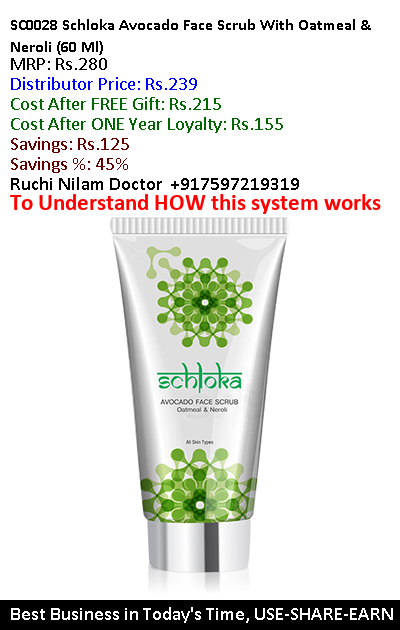 SC0028 Schloka Avocado Face Scrub With Oatmeal &
Neroli (60 Ml)
MRP: Rs.280
Distributor Price: Rs.239
Cost After FREE Gift: Rs.215
Cost After ONE Year Loyalty: Rs.155
Savings: Rs.125
Savings %: 45%
Ruchi Nilam Doctor +917597219319
To Understand HOW this system works
schloka
AVOCADO FACE SCRUB
Oatmeal & Neroli
All Skin Types
Best Business in Today's Time, USE-SHARE-EARN